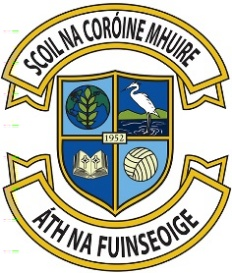 SCOIL NA CORÓINE MHUIRE
1952
ÁTH NA FUINSEOIGE